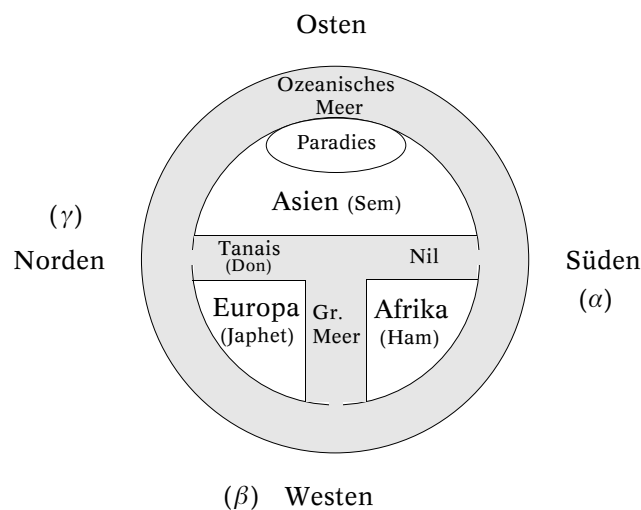 Osten
Ozeanisches
Meer
Paradies
Asien (Sem)
(γ)
Norden
Tanais
(Don)
Nil
Süden
(α)
Europa
(Japhet)
Gr.
Meer
Afrika
(Ham)
(β) Westen